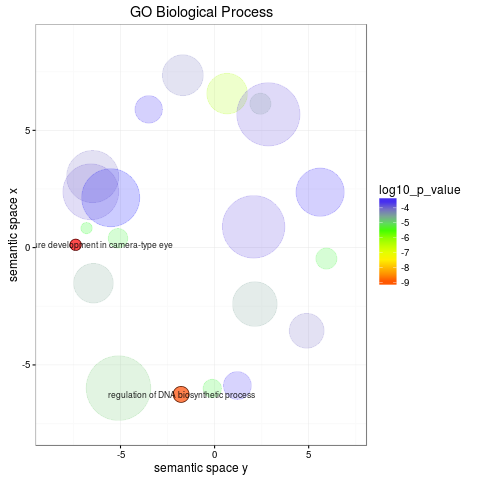 GO Biological Process
semantic space x
5
0
-5
re development in camera-type eye
regulation of DNA biosynthetic process
-5
0
5
semantic space y
log10_p_value
-4
-5
-6
-7
-8
-9